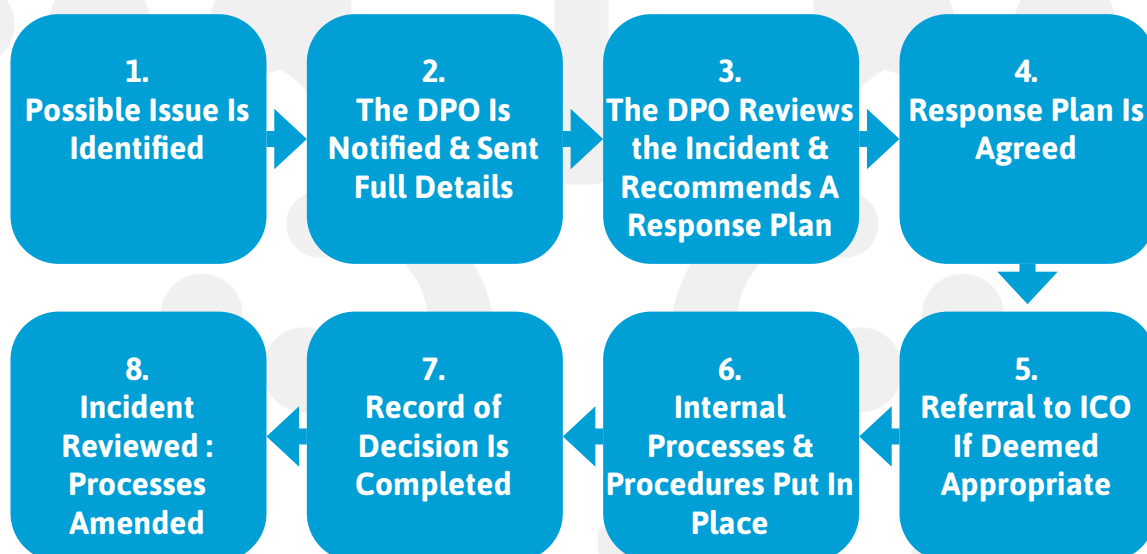 1.
Possible Issue Is
Identified
2.
The DPO Is
Notified & Sent
Full Details
3.
The DPO Reviews
the Incident &
Recommends A
Response Plan
4.
Response Plan Is
Agreed
5.
Referral to ICO
If Deemed
Appropriate
6.
Internal
Processes &
Procedures Put In
Place
7.
Record of
Decision Is
Completed
8.
Incident
Reviewed :
Processes
Amended